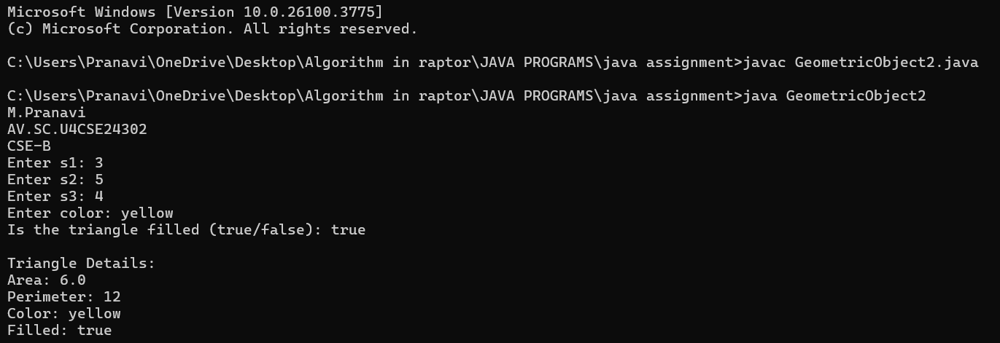 Microsoft Windows [Version 10.0.26100.3775]
(c) Microsoft Corporation. All rights reserved.
C:\Users\Pranavi\OneDrive\Desktop\Algorithm in raptor\JAVA PROGRAMS\java assignment>javac GeometricObject2.java
C:\Users\Pranavi\OneDrive\Desktop\Algorithm in raptor\JAVA PROGRAMS\java assignment>java GeometricObject2
M.Pranavi
AV.SC.U4CSE24302
CSE-B
Enter s1: 3
Enter s2: 5
Enter s3: 4
Enter color: yellow
Is the triangle filled (true/false): true
Triangle Details:
Area: 6.0
Perimeter: 12
Color: yellow
Filled: true